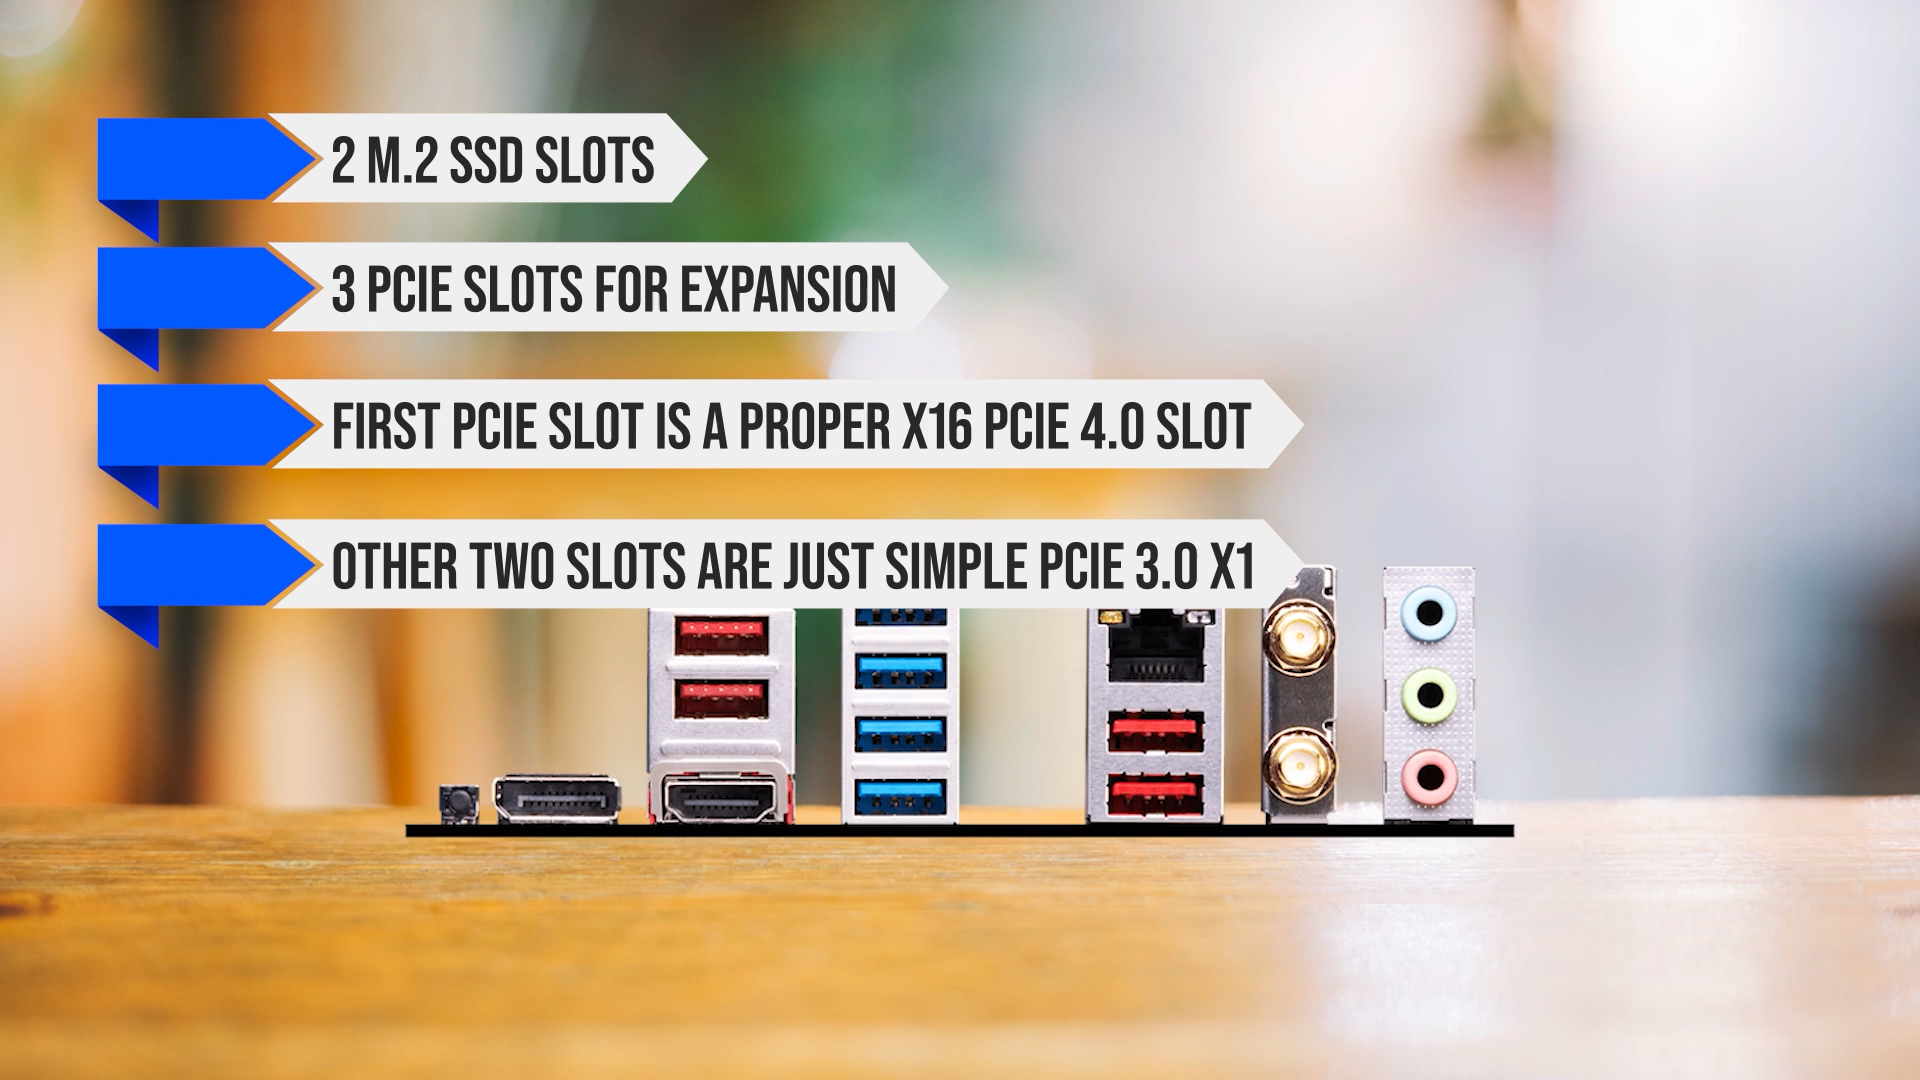 2 M.2 SSD SLOTS
3 PCIE SLOTS FOR EXPANSION
FIRST PCIE SLOT IS A PROPER X16 PCIE 4.0 SLOT
OTHER TWO SLOTS ARE JUST SIMPLE PCIE 3.0 X1